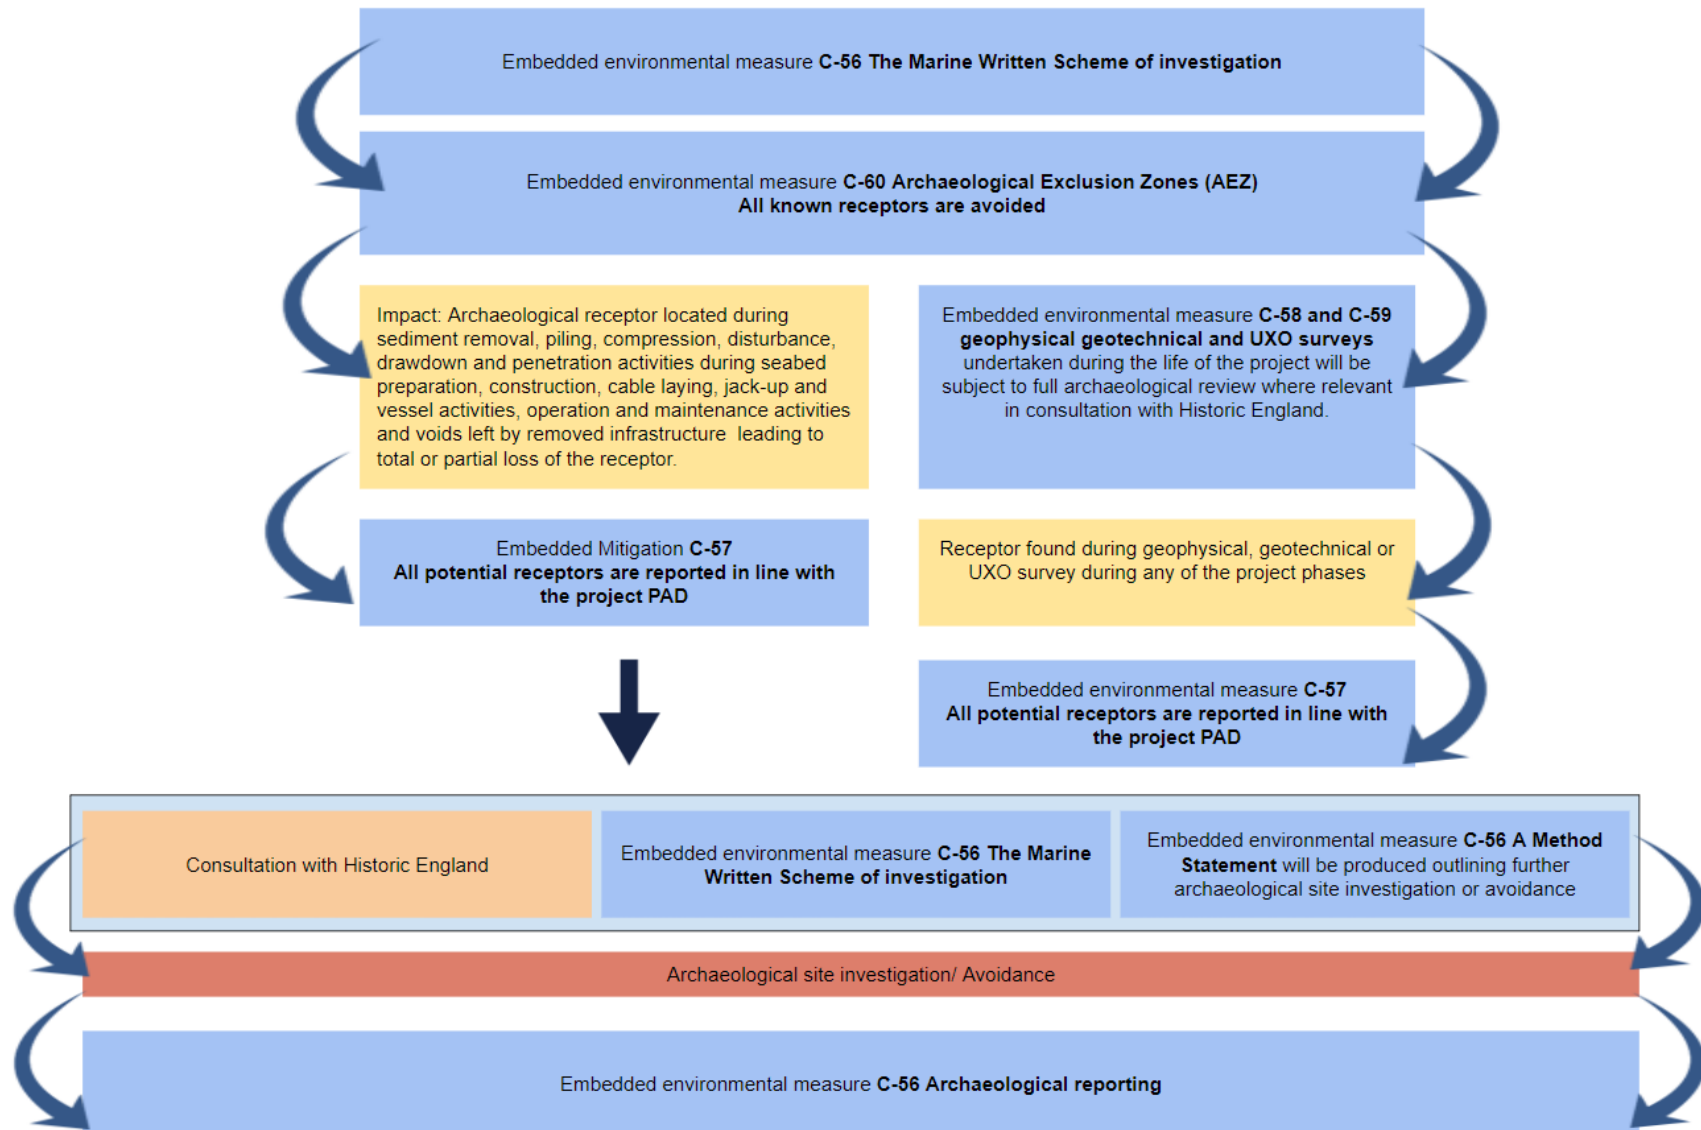 Embedded environmental measure C-56 The Marine Written Scheme of investigation
Embedded environmental measure C-60 Archaeological Exclusion Zones (AEZ)
All known receptors are avoided
Impact: Archaeological receptor located during
sediment removal, piling, compression, disturbance,
drawdown and penetration activities during seabed
preparation, construction, cable laying, jack-up and
vessel activities, operation and maintenance activities
and voids left by removed infrastructure leading to
total or partial loss of the receptor.
Embedded environmental measure C-58 and C-59
geophysical geotechnical and UXO surveys
undertaken during the life of the project will be
subject to full archaeological review where relevant
in consultation with Historic England.
Embedded Mitigation C-57
All potential receptors are reported in line with
the project PAD
Receptor found during geophysical, geotechnical or
UXO survey during any of the project phases
Embedded environmental measure C-57
All potential receptors are reported in line with
the project PAD
Consultation with Historic England
Embedded environmental measure C-56 The Marine
Written Scheme of investigation
Embedded environmental measure C-56 A Method
Statement will be produced outlining further
archaeological site investigation or avoidance
Archaeological site investigation/ Avoidance
Embedded environmental measure C-56 Archaeological reporting